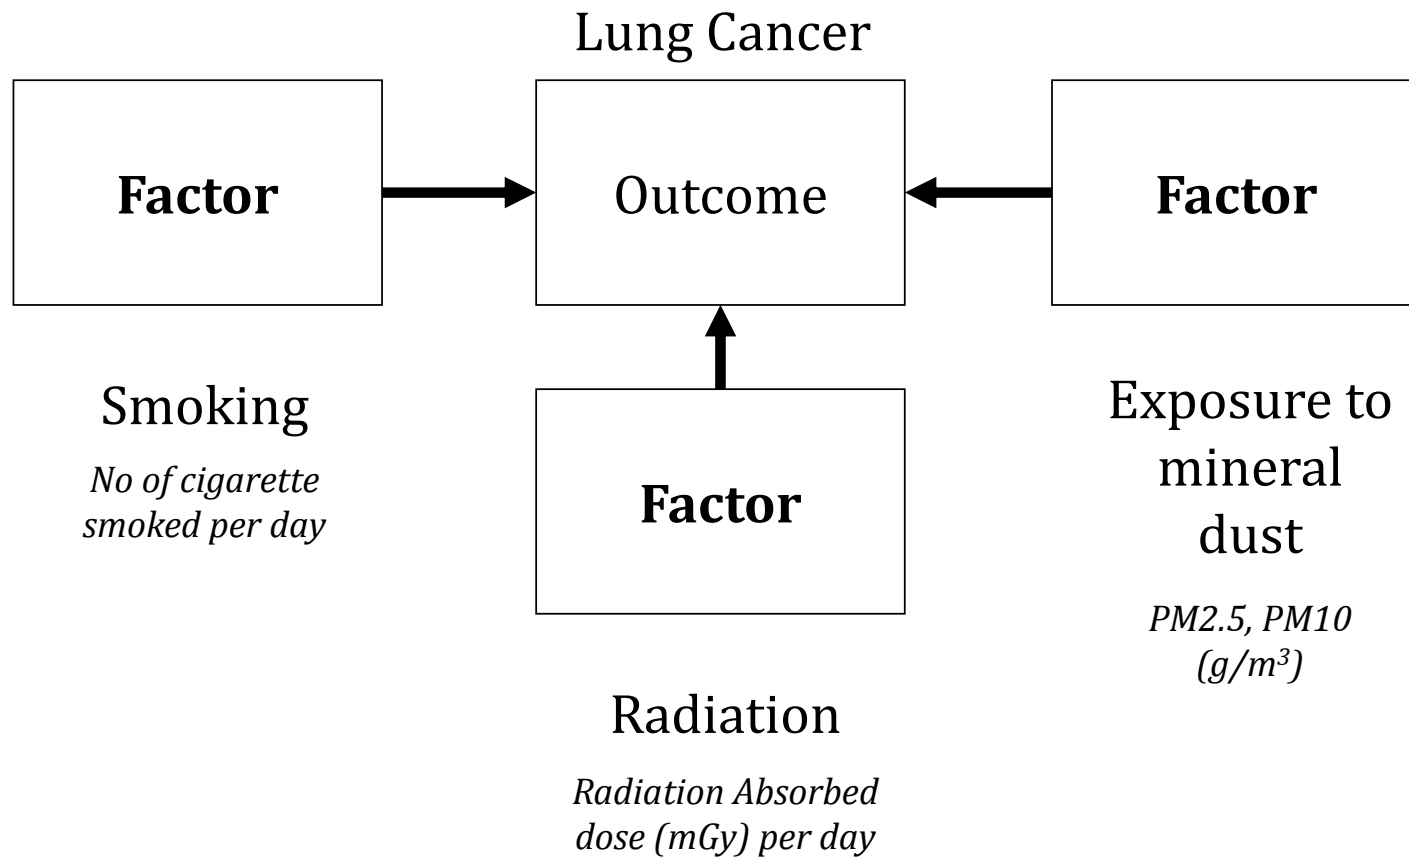 Lung Cancer
Factor
Outcome
Factor
Smoking
No of cigarette
smoked per day
Factor
Exposure to
mineral
dust
PM2.5, PM10
(g/m³)
Radiation
Radiation Absorbed
dose (mGy) per day